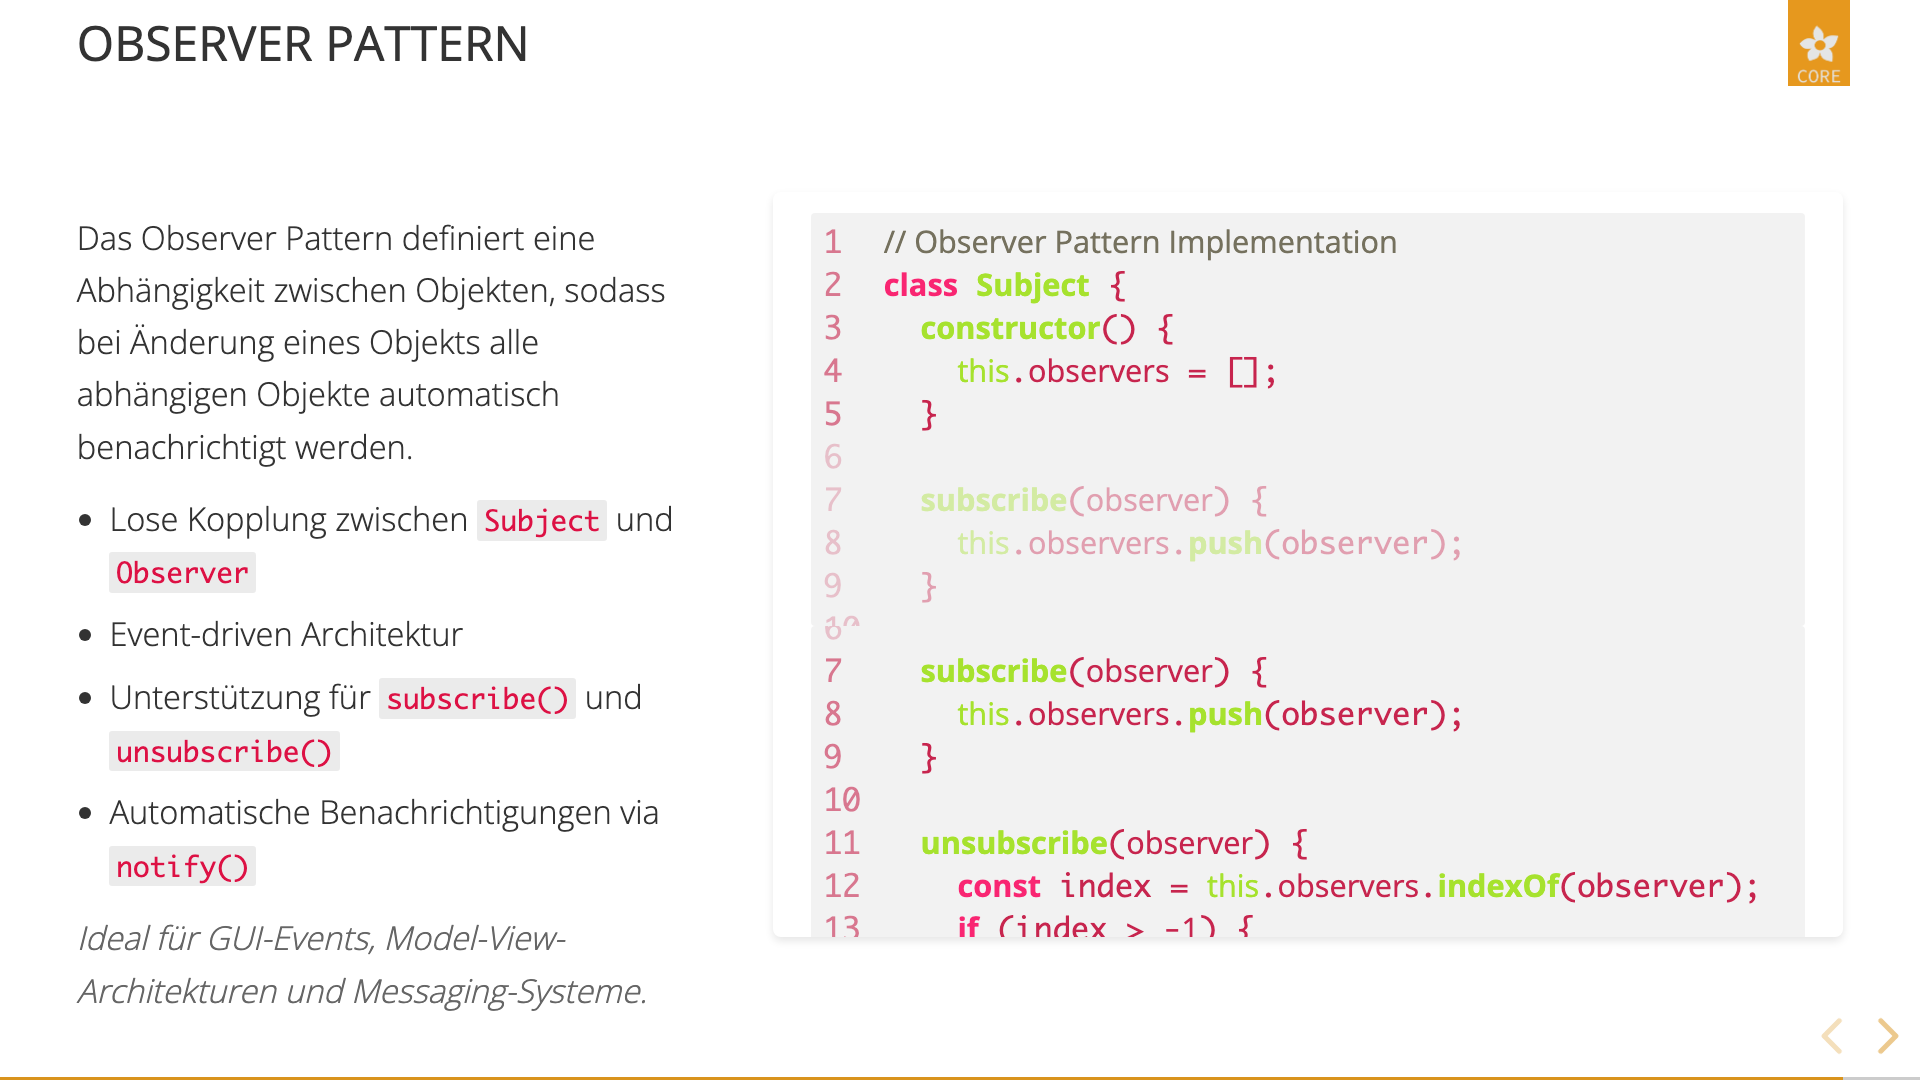 OBSERVER PATTERN
CORE
Das Observer Pattern definiert eine
Abhängigkeit zwischen Objekten, sodass
bei Änderung eines Objekts alle
abhängigen Objekte automatisch
benachrichtigt werden.
• Lose Kopplung zwischen Subject und
Observer
• Event-driven Architektur
• Unterstützung für subscribe() und
unsubscribe()
• Automatische Benachrichtigungen via
notify()
Ideal für GUI-Events, Model-View-
Architekturen und Messaging-Systeme.
1 // Observer Pattern Implementation
2 class Subject {
3 constructor() {
4 this.observers = [];
5 }
6
7 subscribe(observer) {
8 this.observers.push(observer);
9 }
10
6
7 subscribe(observer) {
8 this.observers.push(observer);
9 }
10
11 unsubscribe(observer) {
12 const index = this.observers.indexOf(observer);
13 if (index > -1) {